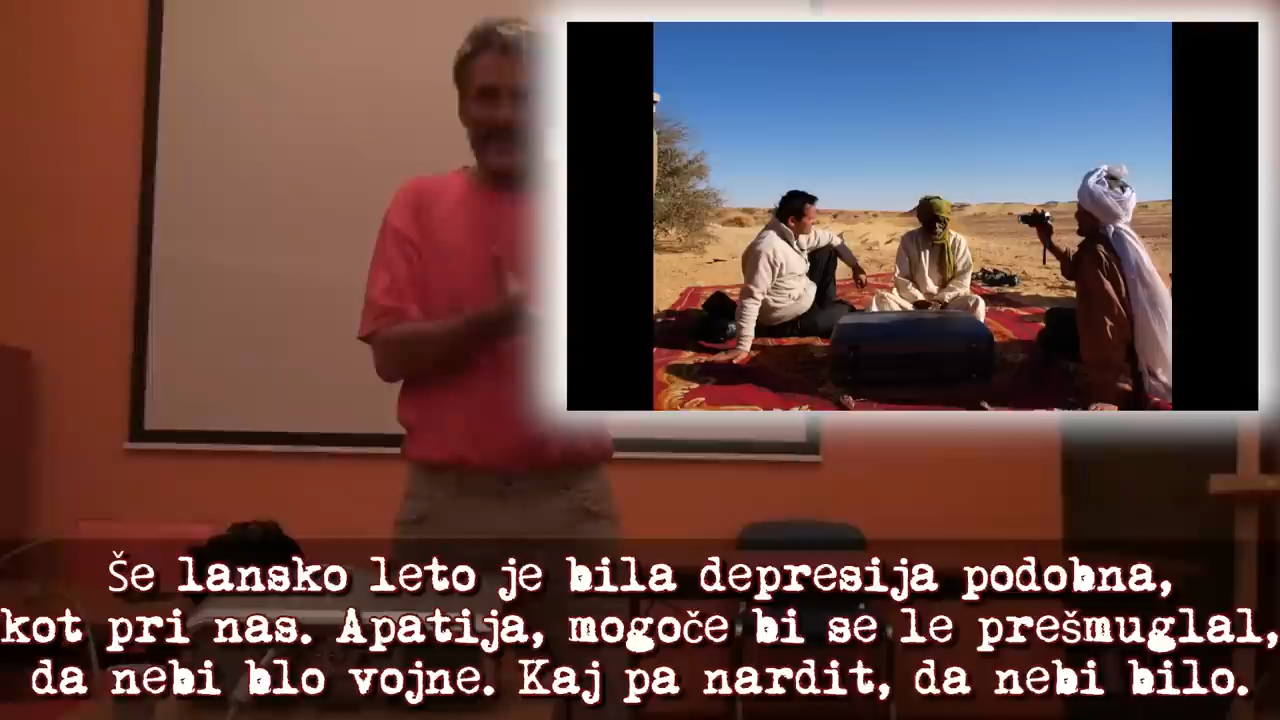 Še lansko leto je bila depresija podobna,
kot pri nas. Apatija, mogoče bi se le prešmuglal,
da nebi blo vojne. Kaj pa nardit, da nebi bilo.